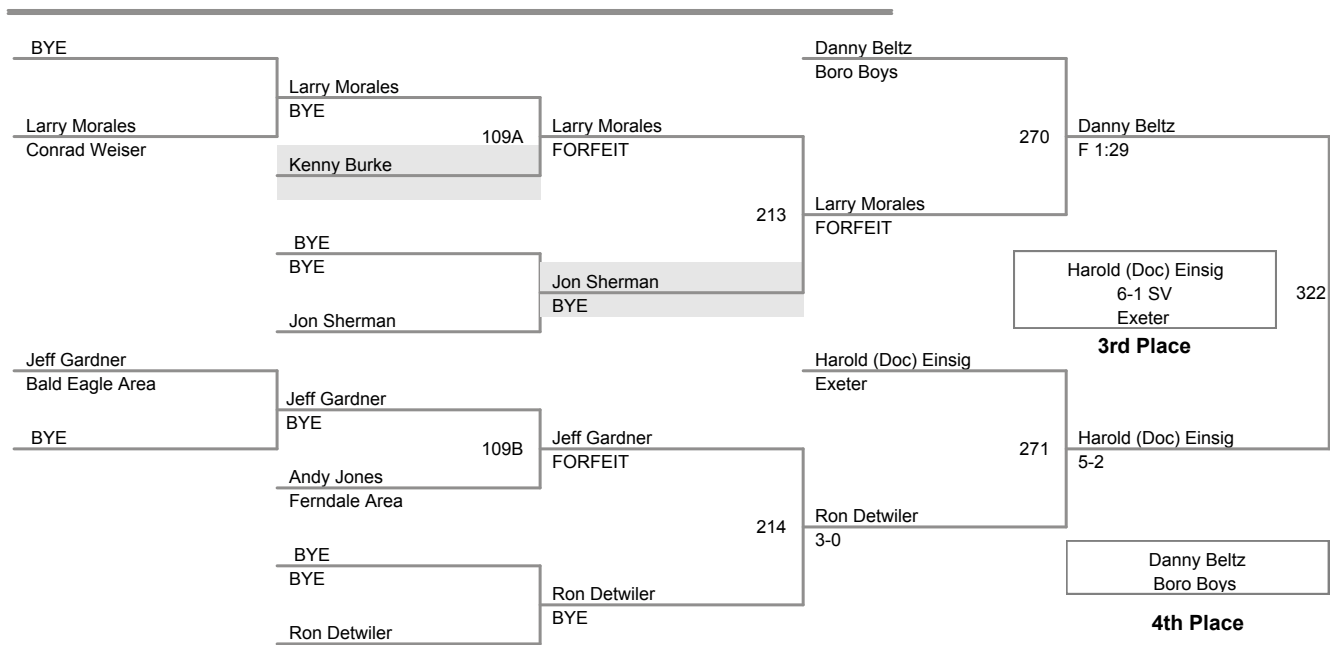 BYE
Danny Beltz
Boro Boys
Larry Morales
BYE
Larry Morales
Conrad Weiser
109A
Larry Morales
FORFEIT
270
Danny Beltz
F 1:29
Kenny Burke
213
Larry Morales
FORFEIT
BYE
BYE
Jon Sherman
BYE
Harold (Doc) Einsig
6-1 SV
Exeter
322
Jon Sherman
3rd Place
Jeff Gardner
Bald Eagle Area
Harold (Doc) Einsig
Exeter
Jeff Gardner
BYE
BYE
109B
Jeff Gardner
FORFEIT
271
Harold (Doc) Einsig
5-2
Andy Jones
Ferndale Area
214
Ron Detwiler
3-0
BYE
BYE
Danny Beltz
Boro Boys
Ron Detwiler
BYE
4th Place
Ron Detwiler